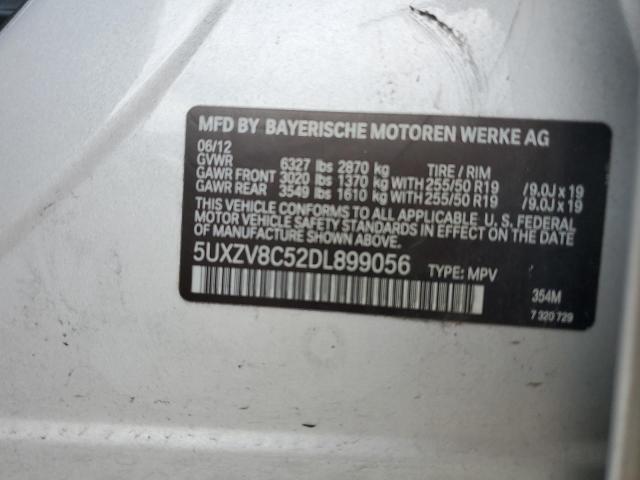 MFD BY BAYERISCHE MOTOREN WERKE AG
06/12
GVWR 6327 lbs 2870 kg TIRE / RIM
GAWR FRONT 3020 lbs 1370 kg WITH 255/50 R19 /9.0J x 19
GAWR REAR 3549 lbs 1610 kg WITH 255/50 R19 /9.0J x 19
THIS VEHICLE CONFORMS TO ALL APPLICABLE U.S. FEDERAL
MOTOR VEHICLE SAFETY STANDARDS IN EFFECT ON THE DATE
OF MANUFACTURE SHOWN ABOVE.
5UXZV8C52DL899056 TYPE: MPV
354M
7 320 729